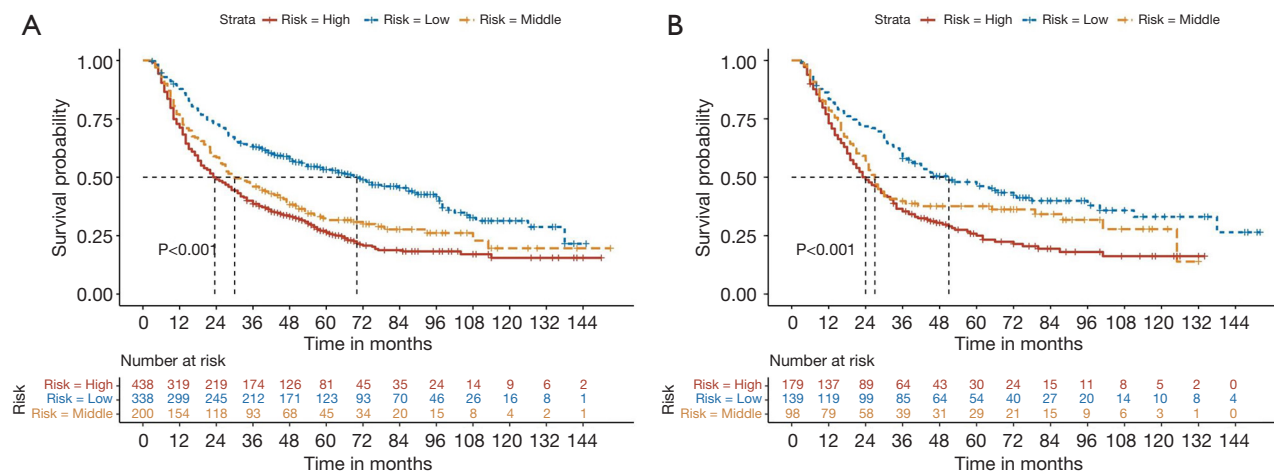 A
Strata Risk = High Risk = Low Risk = Middle
1.00
0.75
0.50
0.25
0.00
Survival probability
P<0.001
0 12 24 36 48 60 72 84 96 108 120 132 144
Time in months
Number at risk
Risk
Risk = High 438 319 219 174 126 81 45 35 24 14 9 6 2
Risk = Low 338 299 245 212 171 123 93 70 46 26 16 8 1
Risk = Middle 200 154 118 93 68 45 34 20 15 8 4 2 1
0 12 24 36 48 60 72 84 96 108 120 132 144
Time in months
B
Strata Risk = High Risk = Low Risk = Middle
1.00
0.75
0.50
0.25
0.00
Survival probability
P<0.001
0 12 24 36 48 60 72 84 96 108 120 132 144
Time in months
Number at risk
Risk
Risk = High 179 137 89 64 43 30 24 15 11 8 5 2 0
Risk = Low 139 119 99 85 64 54 40 27 20 14 10 8 4
Risk = Middle 98 79 58 39 31 29 21 15 9 6 3 1 0
0 12 24 36 48 60 72 84 96 108 120 132 144
Time in months